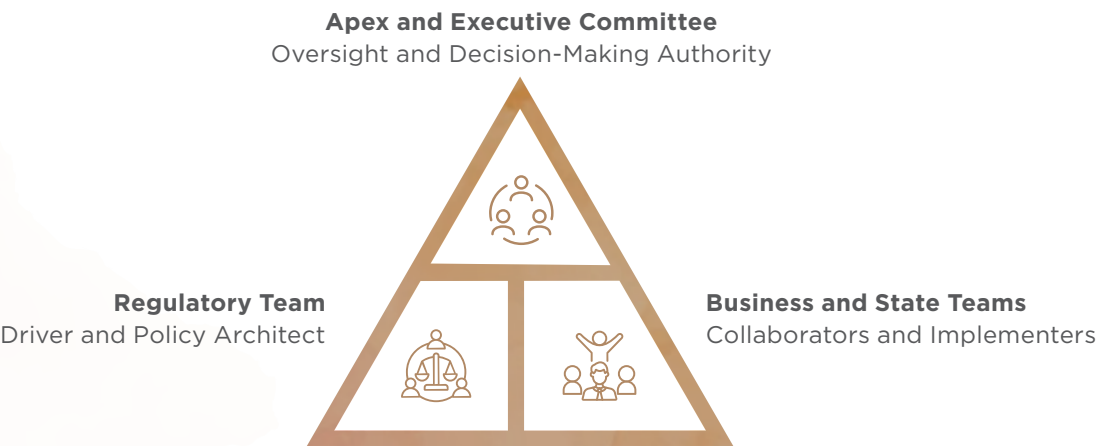 Apex and Executive Committee
Oversight and Decision-Making Authority
Regulatory Team
Driver and Policy Architect
Business and State Teams
Collaborators and Implementers